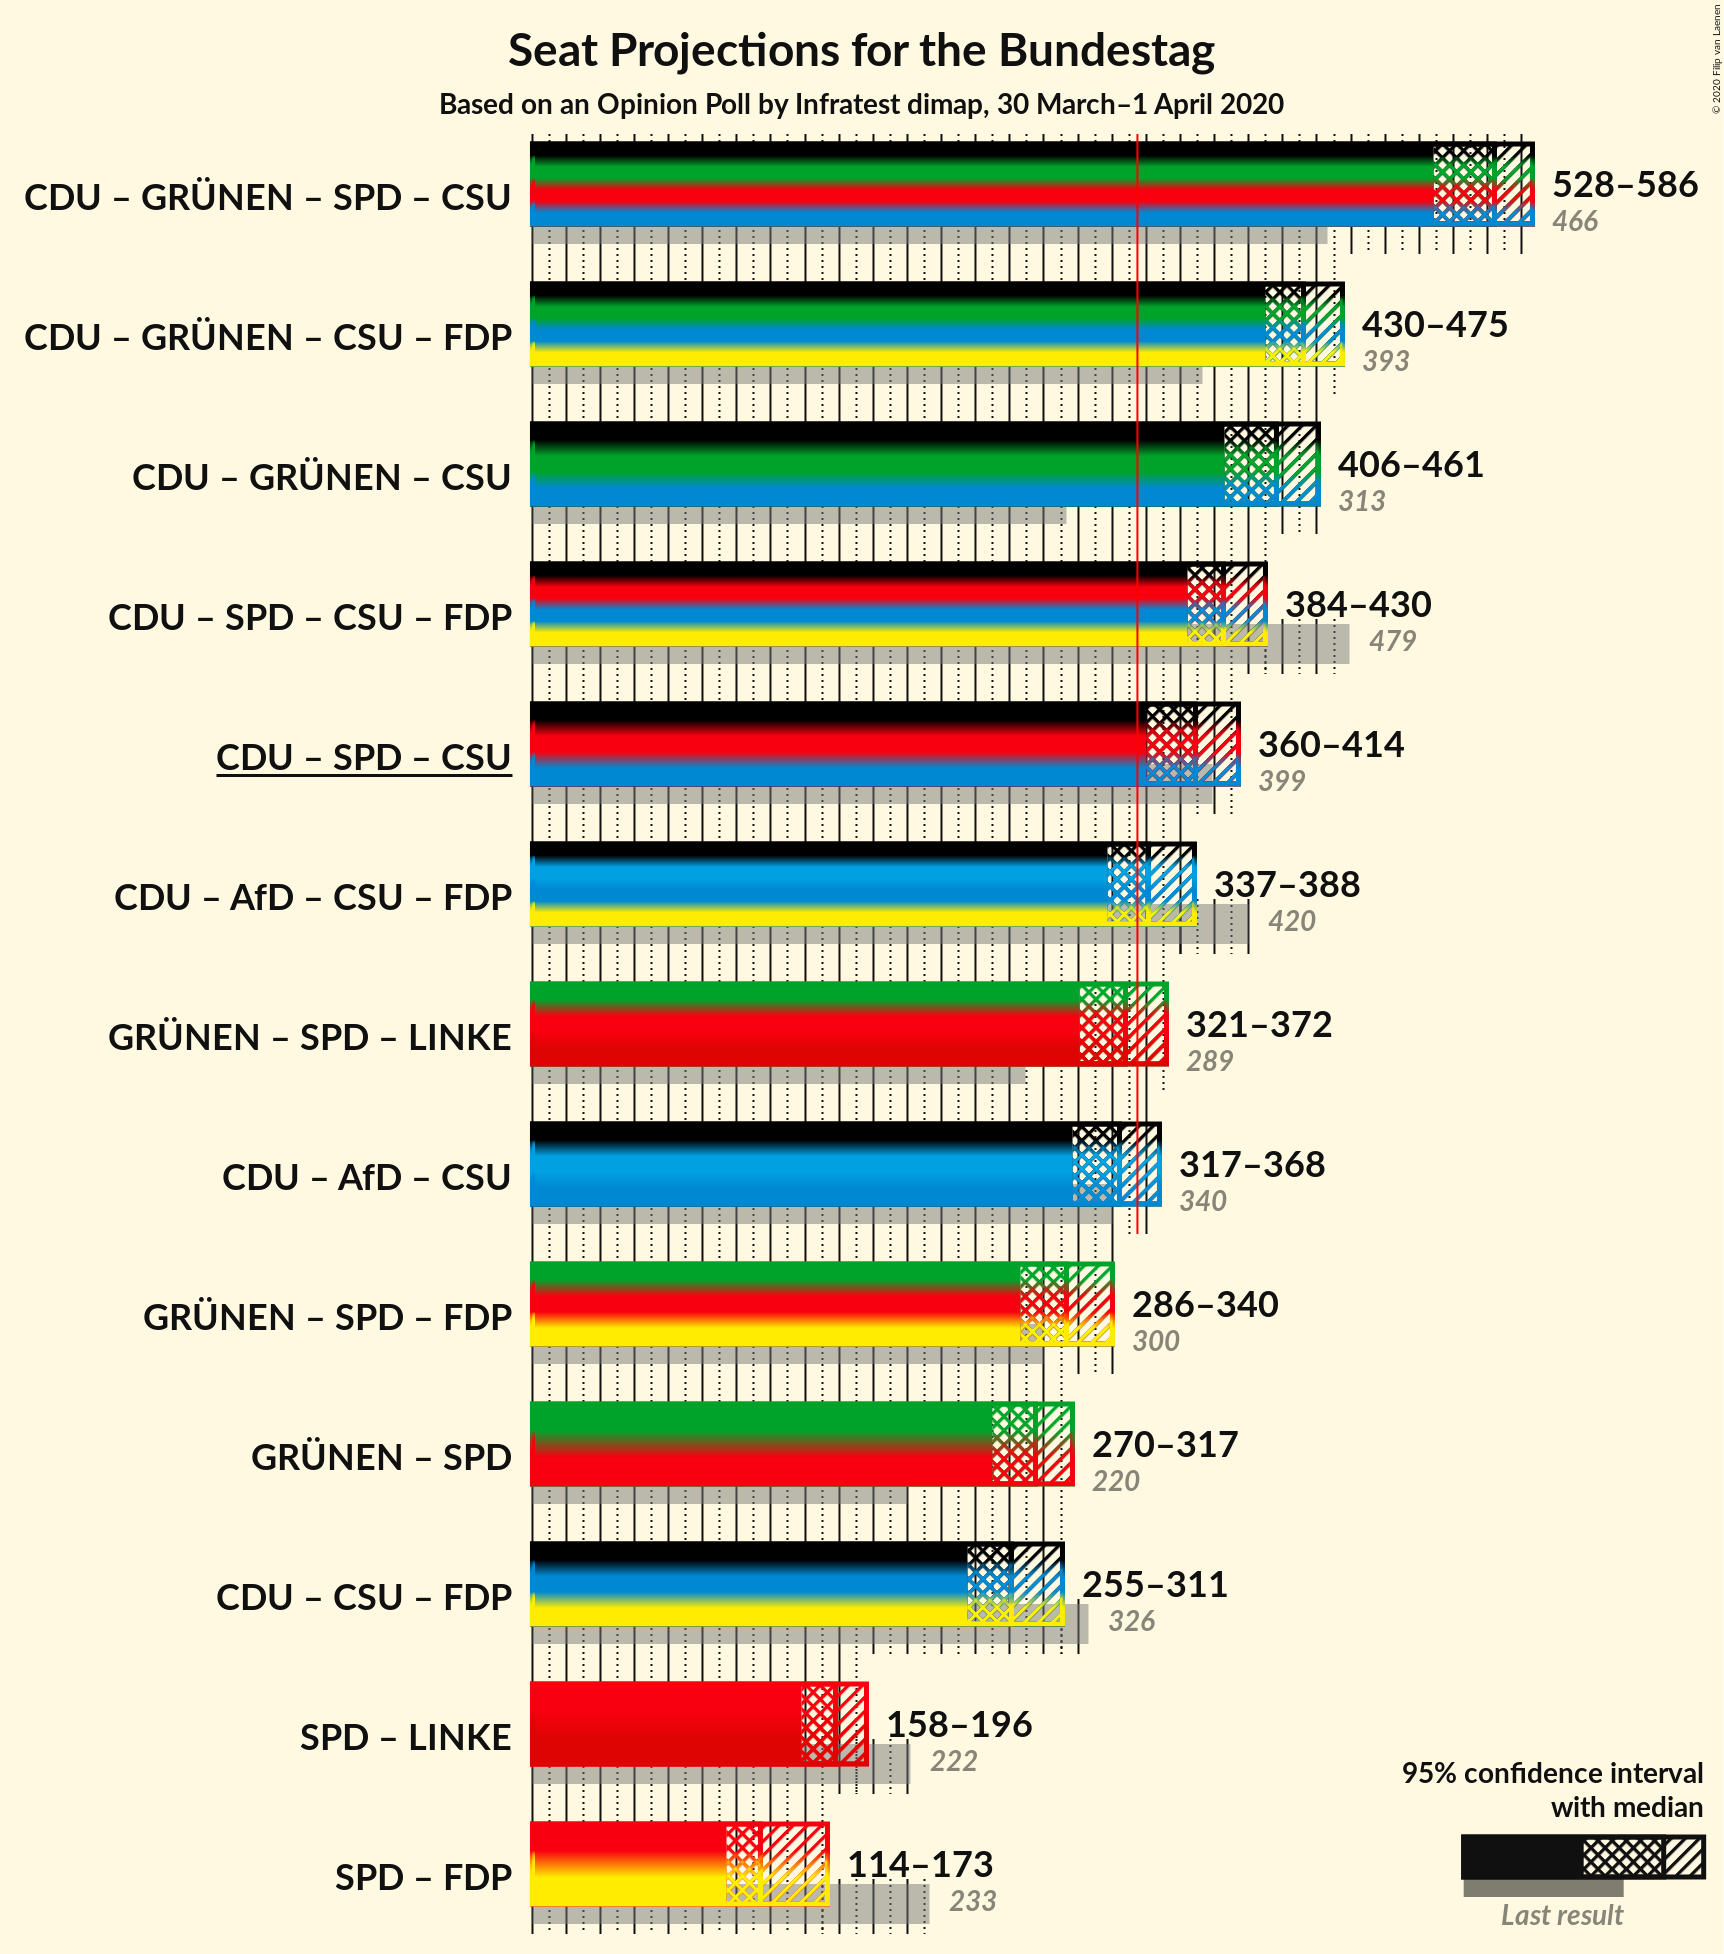 Seat Projections for the Bundestag
Based on an Opinion Poll by Infratest dimap, 30 March–1 April 2020
© 2020 Filip van Laenen
CDU – GRÜNEN – SPD – CSU
528–586
466
CDU – GRÜNEN – CSU – FDP
430–475
393
CDU – GRÜNEN – CSU
406–461
313
CDU – SPD – CSU – FDP
384–430
479
CDU – SPD – CSU
360–414
399
CDU – AfD – CSU – FDP
337–388
420
GRÜNEN – SPD – LINKE
321–372
289
CDU – AfD – CSU
317–368
340
GRÜNEN – SPD – FDP
286–340
300
GRÜNEN – SPD
270–317
220
CDU – CSU – FDP
255–311
326
SPD – LINKE
158–196
222
SPD – FDP
114–173
233
95% confidence interval
with median
Last result